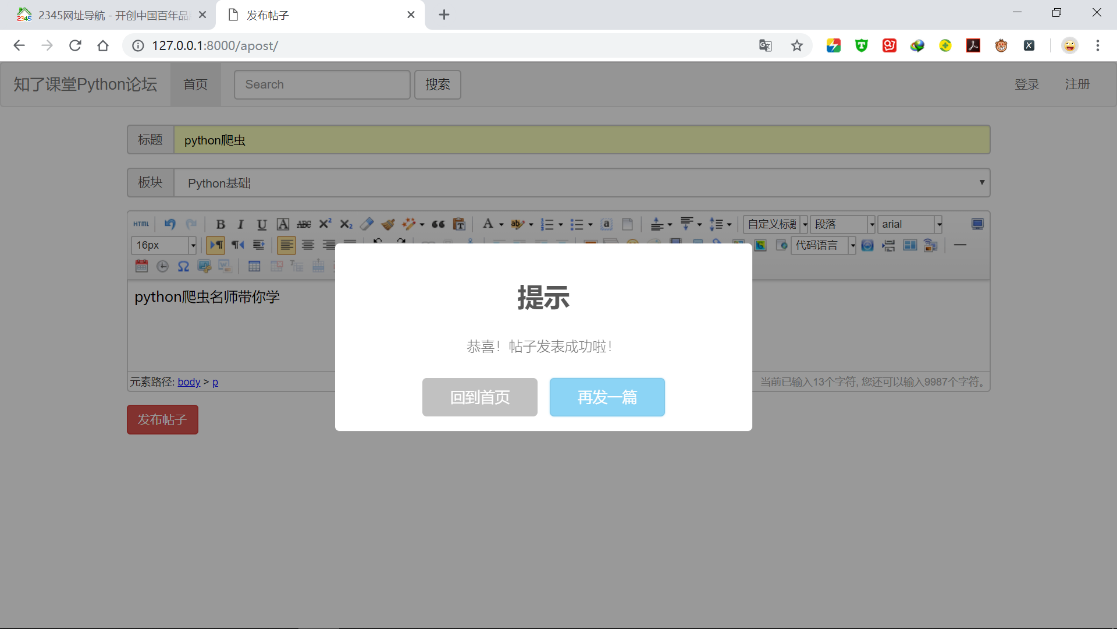 2345网址导航 - 开创中国百年品
发布帖子
127.0.0.1:8000/apost/
知了课堂Python论坛
首页
Search
搜索
登录
注册
标题
python爬虫
板块
Python基础
HTML
B I U A ABC X² X₂
自定义标题
段落
arial
16px
代码语言
python爬虫名师带你学
提示
恭喜！帖子发表成功啦！
回到首页
再发一篇
元素路径: body > p
当前已输入13个字符, 您还可以输入9987个字符。
发布帖子